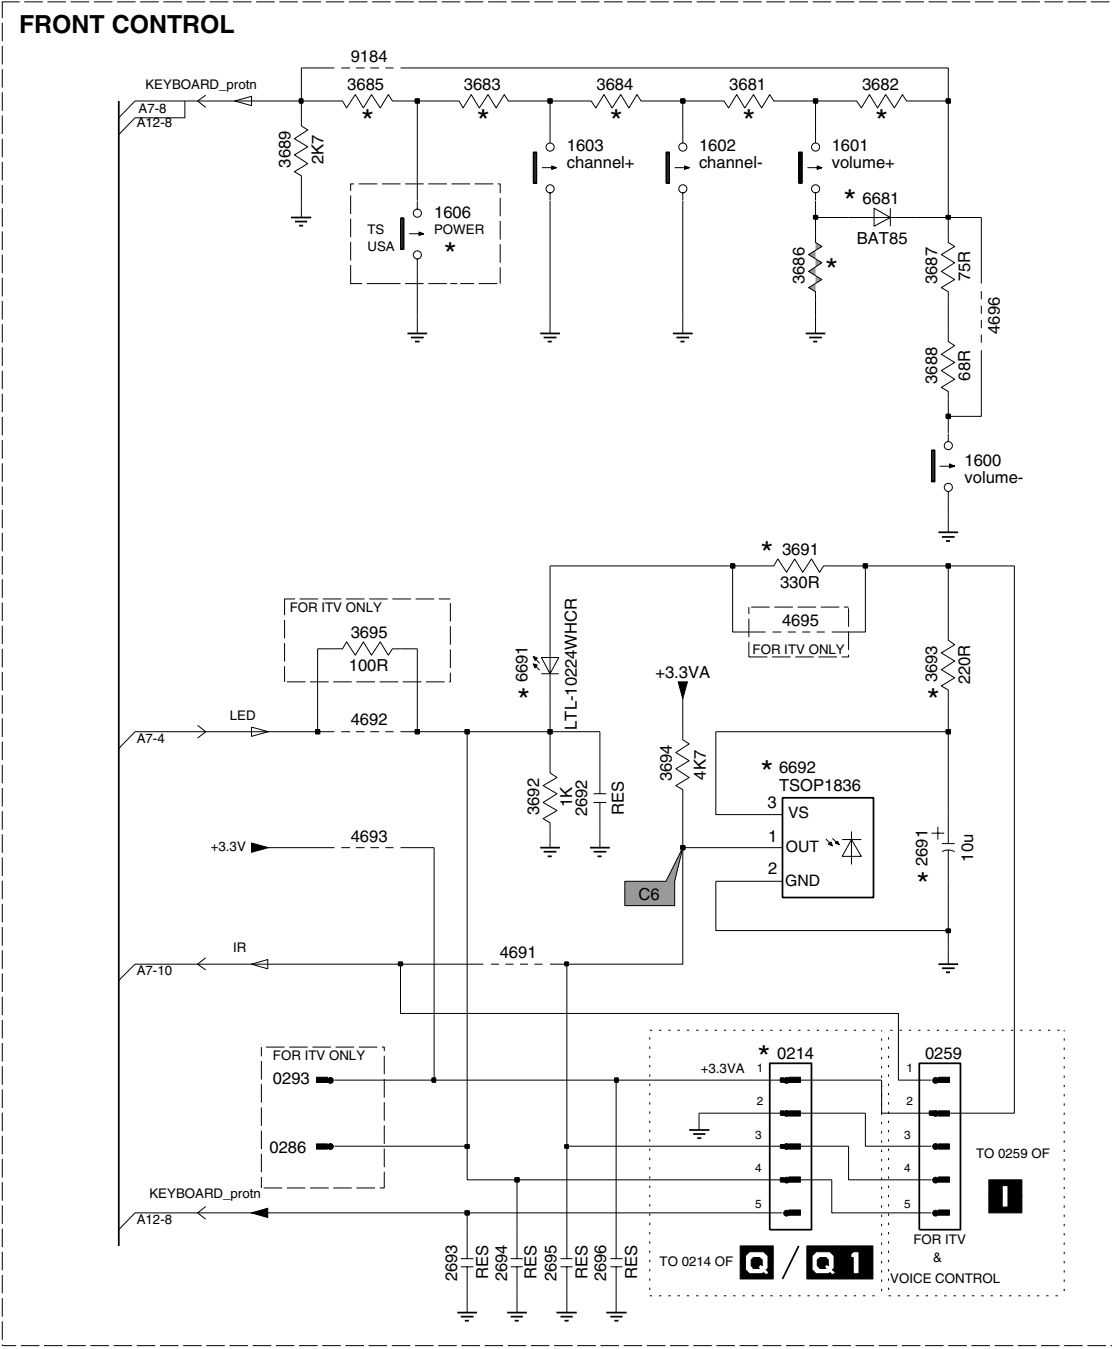 FRONT CONTROL
9184
KEYBOARD_protn
A7-8
A12-8
3685
*
3683
*
3684
*
3681
*
3682
*
3689
2K7
1603
channel+
1602
channel-
1601
volume+
TS
USA
1606
POWER
*
* 6681
BAT85
3686
*
3687
75R
4696
3688
68R
1600
volume-
* 3691
330R
4695
FOR ITV ONLY
FOR ITV ONLY
3695
100R
* 6691
LTL-10224WHCR
+3.3VA
* 3693
220R
LED
A7-4
4692
3692
1K
2692
RES
3694
4K7
* 6692
TSOP1836
3
VS
1
OUT
2
GND
* 2691
+
10u
+3.3V
4693
C6
IR
A7-10
4691
FOR ITV ONLY
0293
0286
KEYBOARD_protn
A12-8
2693
RES
2694
RES
2695
RES
2696
RES
* 0214
+3.3VA
1
2
3
4
5
TO 0214 OF Q / Q 1
0259
1
2
3
4
5
TO 0259 OF
I
FOR ITV
&
VOICE CONTROL